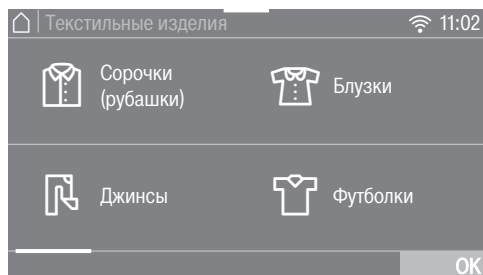 Текстильные изделия 11:02
Сорочки
(рубашки)
Блузки
Джинсы
Футболки
OK